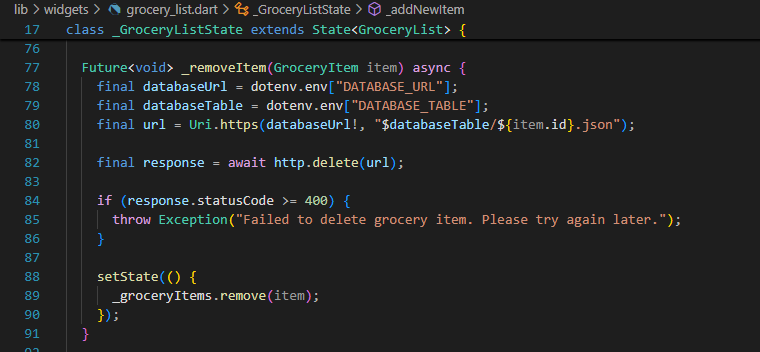 lib > widgets > grocery_list.dart > _GroceryListState > _addNewItem
17 class _GroceryListState extends State<GroceryList> {
76
77 Future<void> _removeItem(GroceryItem item) async {
78 final databaseUrl = dotenv.env["DATABASE_URL"];
79 final databaseTable = dotenv.env["DATABASE_TABLE"];
80 final url = Uri.https(databaseUrl!, "$databaseTable/${item.id}.json");
81
82 final response = await http.delete(url);
83
84 if (response.statusCode >= 400) {
85 throw Exception("Failed to delete grocery item. Please try again later.");
86 }
87
88 setState(() {
89 _groceryItems.remove(item);
90 });
91 }
92